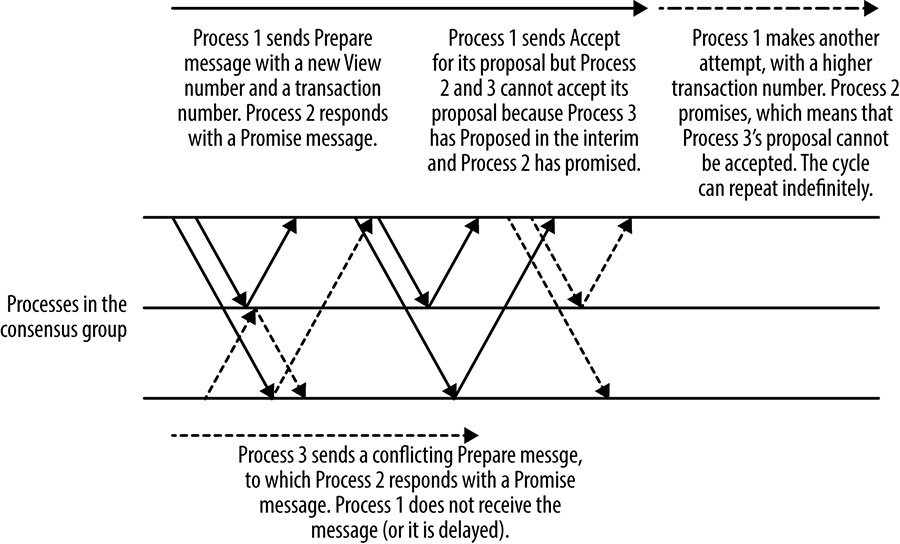 Process 1 sends Prepare
message with a new View
number and a transaction
number. Process 2 responds
with a Promise message.
Process 1 sends Accept
for its proposal but Process
2 and 3 cannot accept its
proposal because Process 3
has Proposed in the interim
and Process 2 has promised.
Process 1 makes another
attempt, with a higher
transaction number. Process 2
promises, which means that
Process 3’s proposal cannot
be accepted. The cycle
can repeat indefinitely.
Processes in the
consensus group
Process 3 sends a conflicting Prepare messge,
to which Process 2 responds with a Promise
message. Process 1 does not receive the
message (or it is delayed).